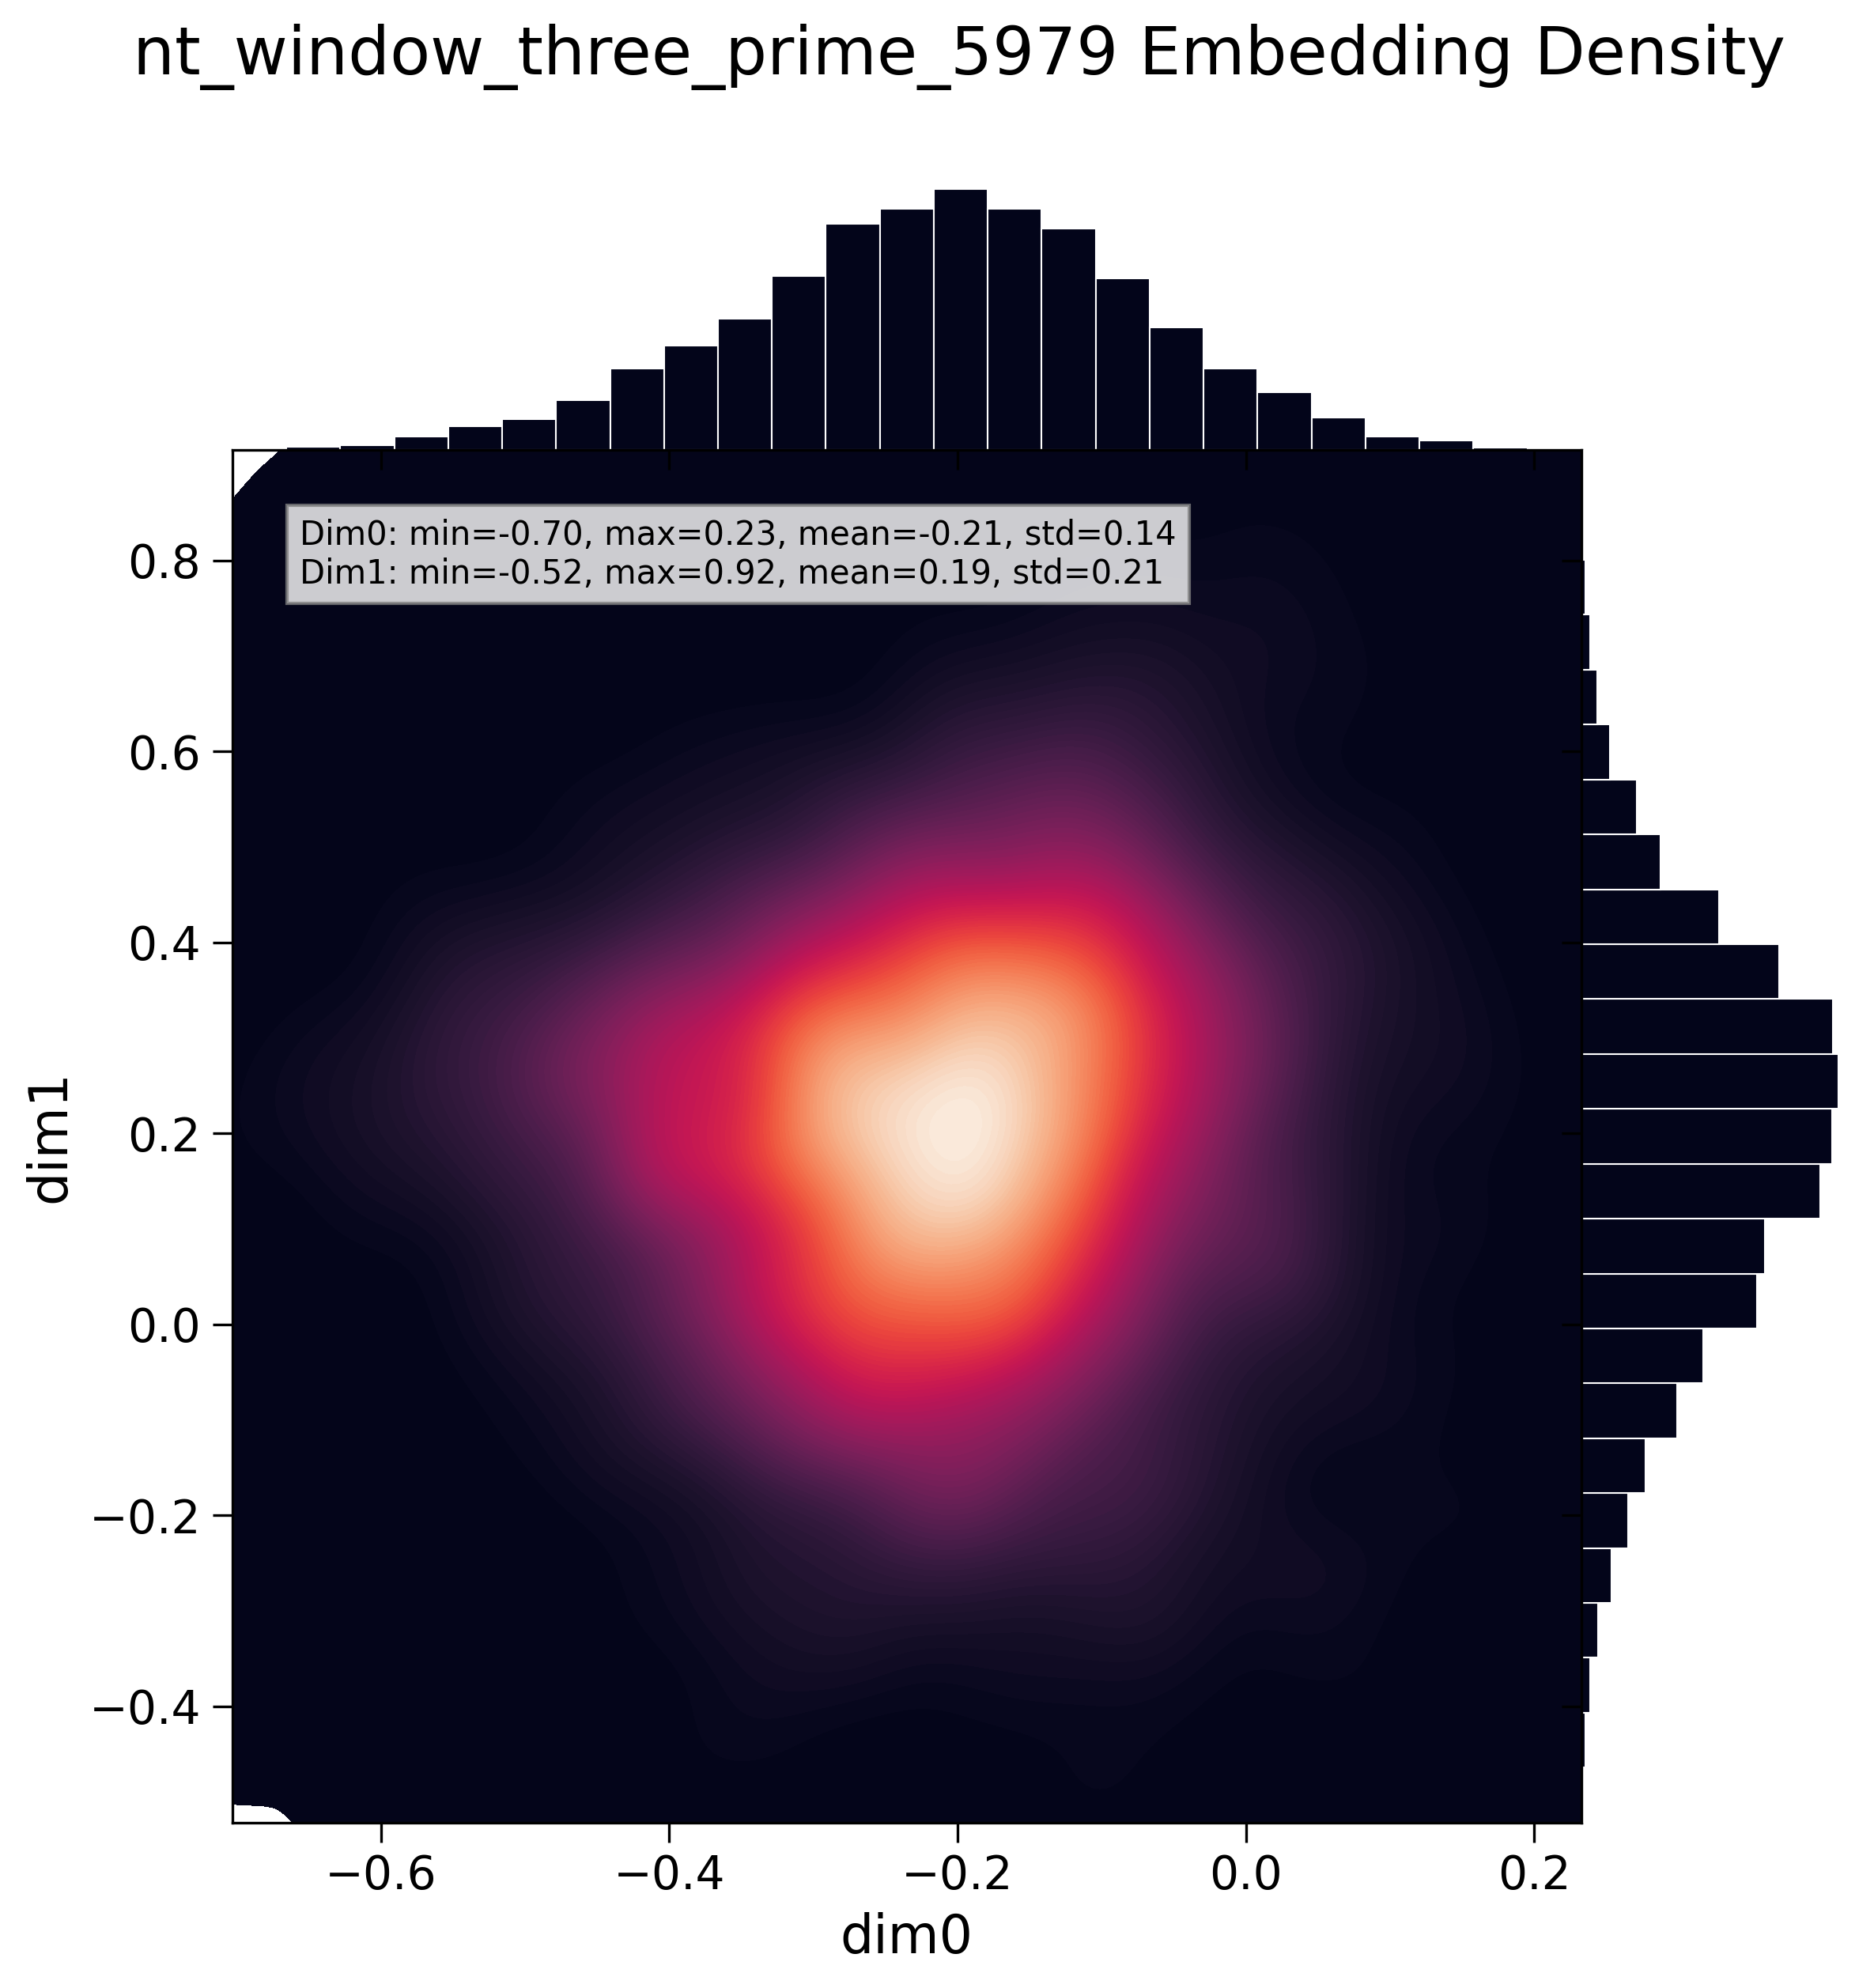 nt_window_three_prime_5979 Embedding Density
Dim0: min=-0.70, max=0.23, mean=-0.21, std=0.14
Dim1: min=-0.52, max=0.92, mean=0.19, std=0.21
0.8
0.6
0.4
0.2
0.0
−0.2
−0.4
dim1
−0.6
−0.4
−0.2
0.0
0.2
dim0